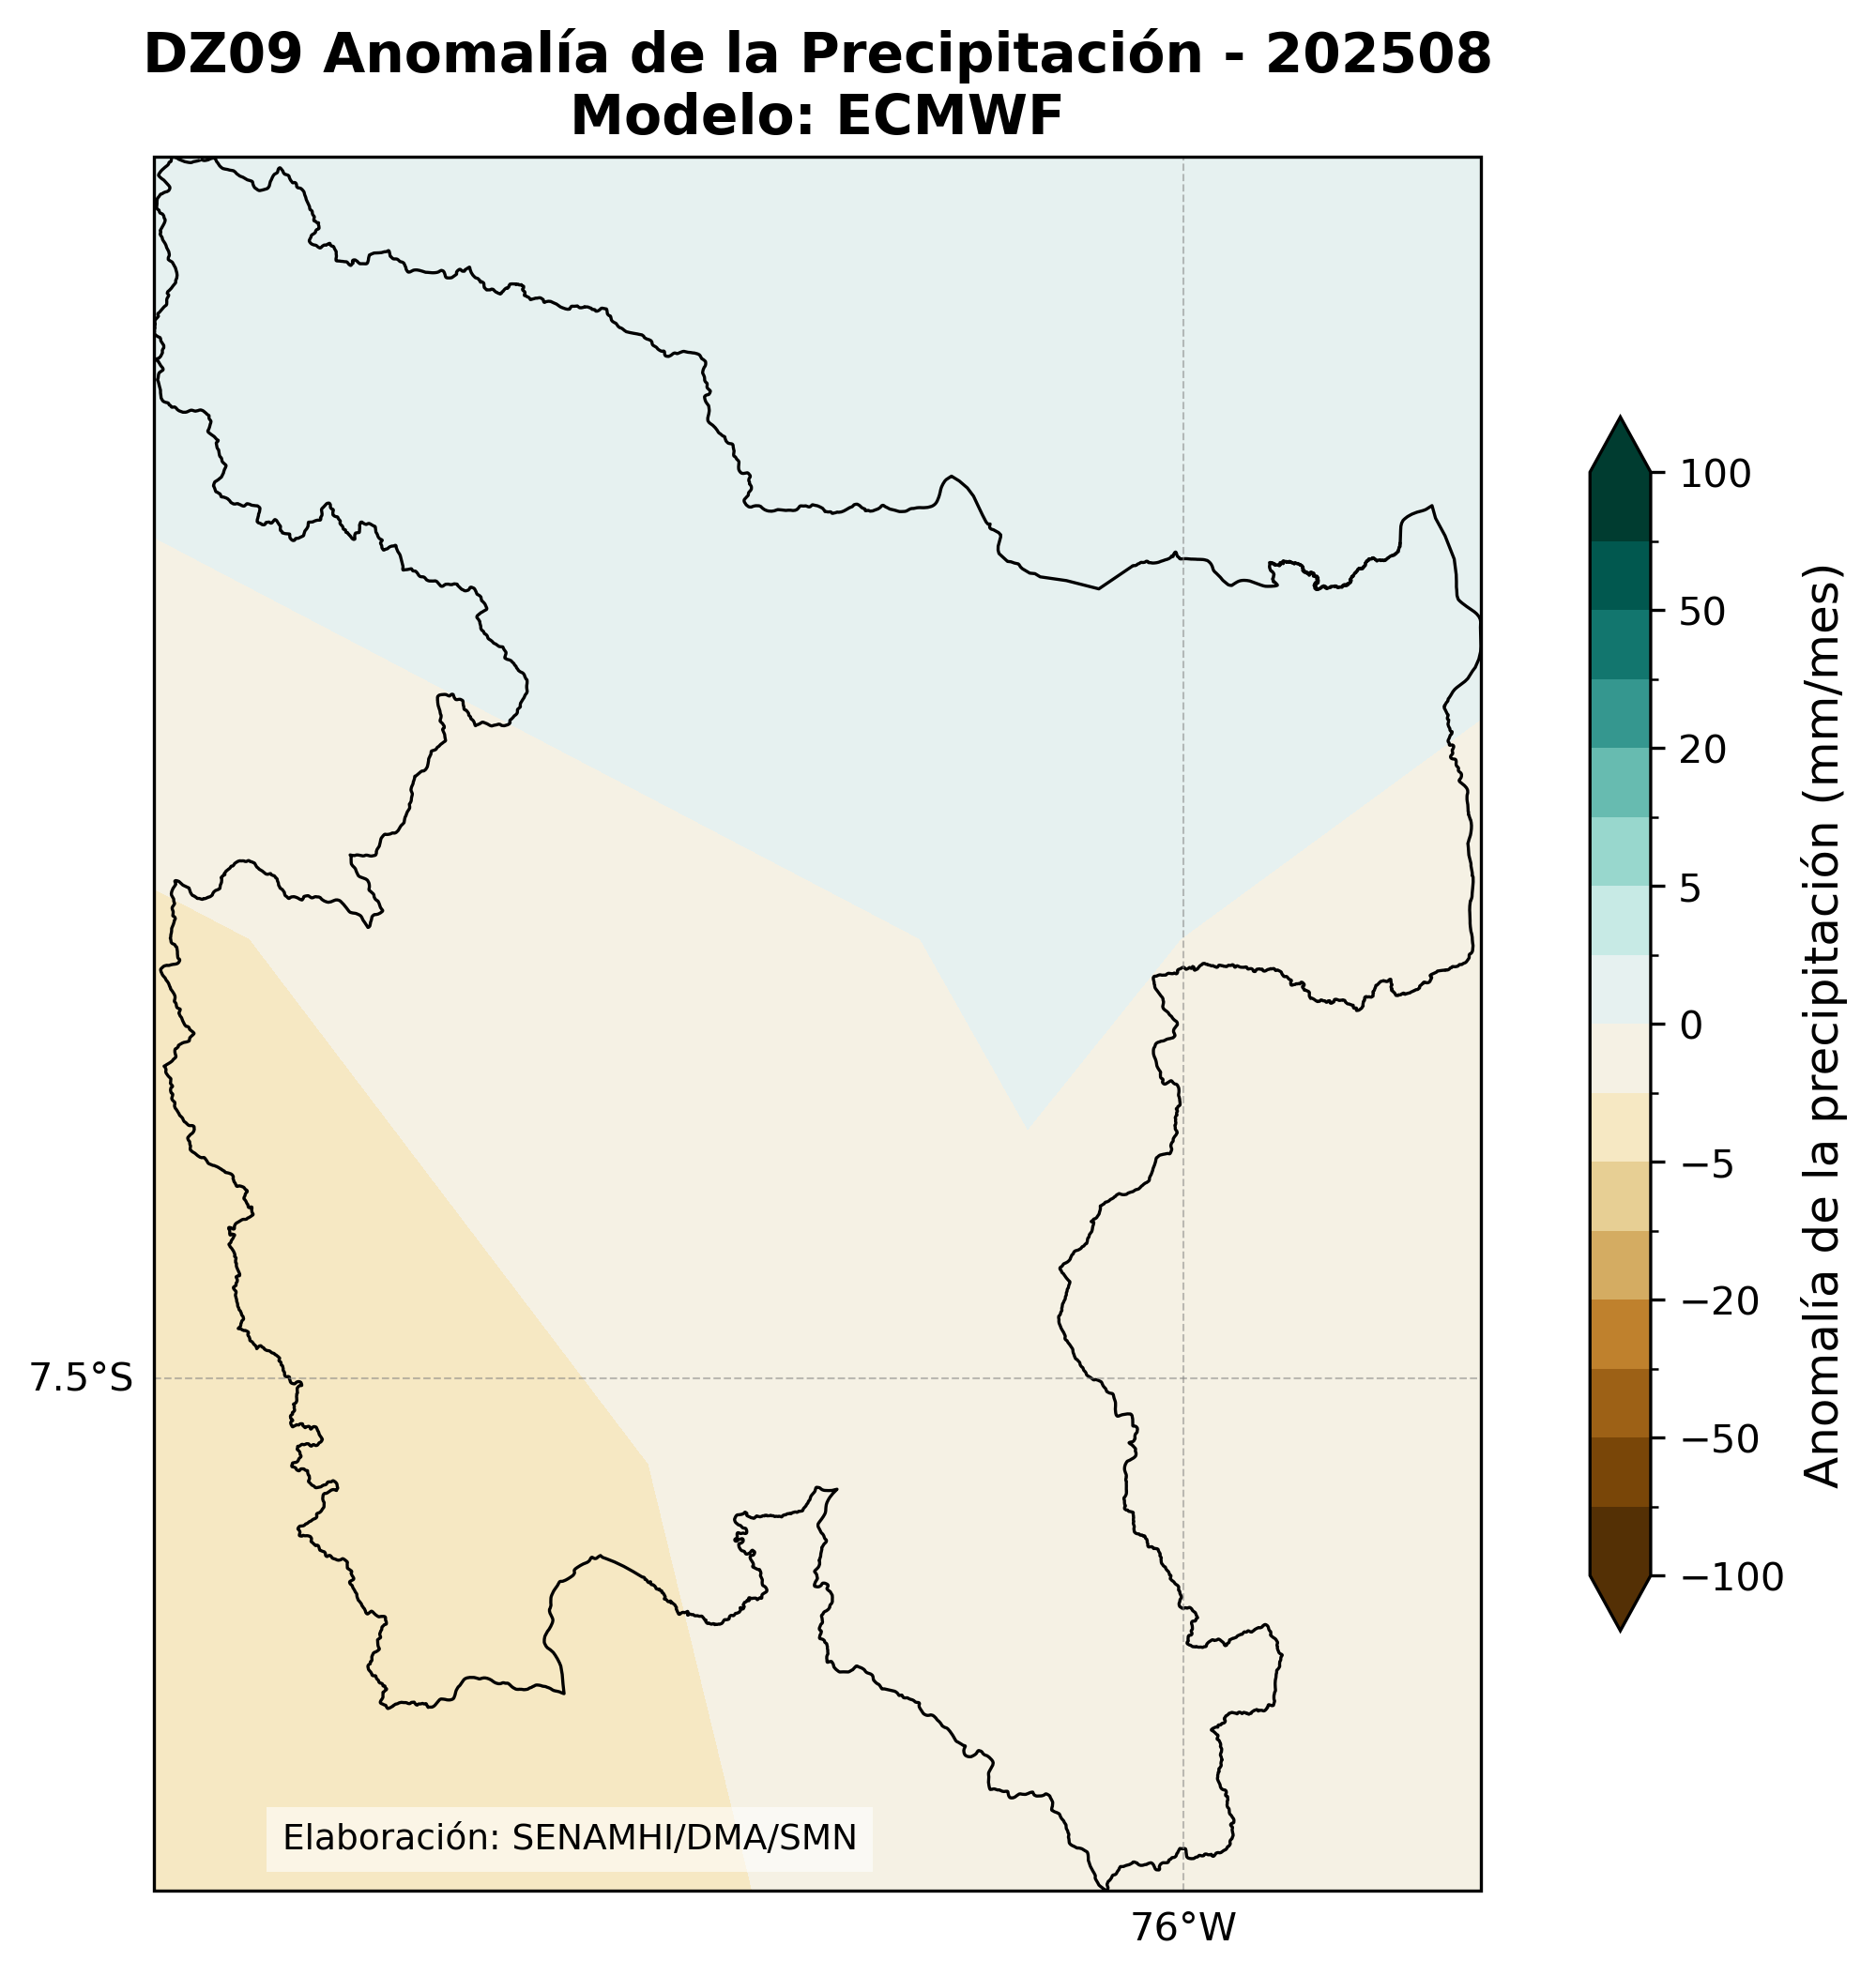 DZ09 Anomalía de la Precipitación - 202508
Modelo: ECMWF
100
50
20
5
0
−5
−20
−50
−100
Anomalía de la precipitación (mm/mes)
7.5°S
Elaboración: SENAMHI/DMA/SMN
76°W